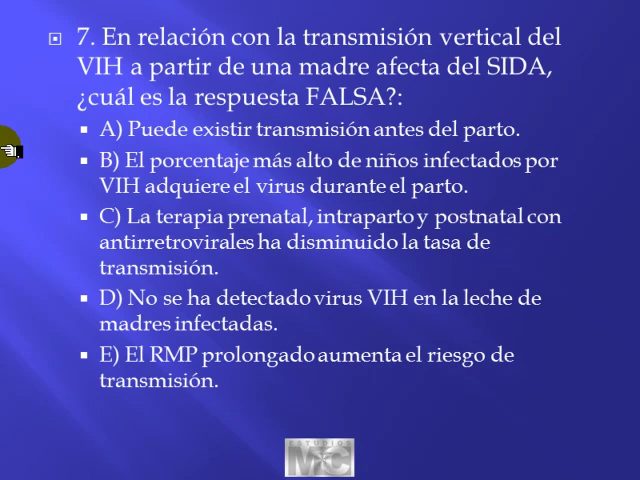 7. En relación con la transmisión vertical del
VIH a partir de una madre afecta del SIDA,
¿cuál es la respuesta FALSA?:
A) Puede existir transmisión antes del parto.
B) El porcentaje más alto de niños infectados por
VIH adquiere el virus durante el parto.
C) La terapia prenatal, intraparto y postnatal con
antirretrovirales ha disminuido la tasa de
transmisión.
D) No se ha detectado virus VIH en la leche de
madres infectadas.
E) El RMP prolongado aumenta el riesgo de
transmisión.
ESTUDIOS
MC